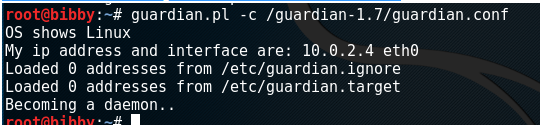 root@bibby:~# guardian.pl -c /guardian-1.7/guardian.conf
OS shows Linux
My ip address and interface are: 10.0.2.4 eth0
Loaded 0 addresses from /etc/guardian.ignore
Loaded 0 addresses from /etc/guardian.target
Becoming a daemon..
root@bibby:~#